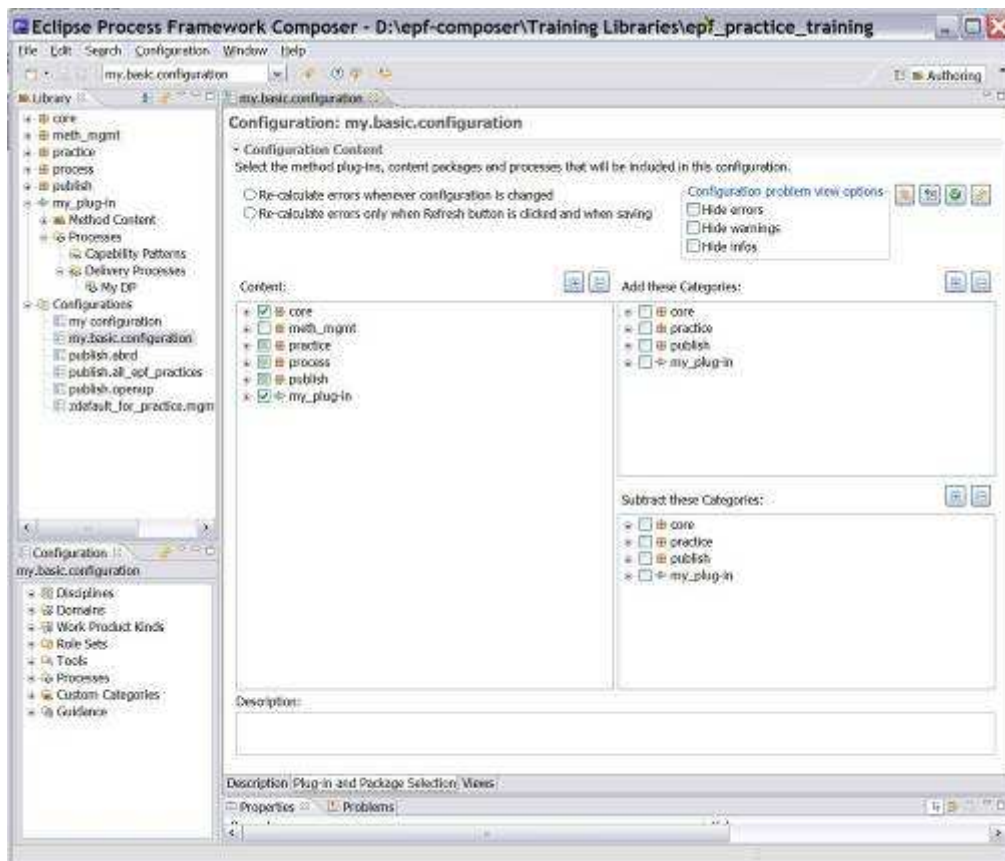 Eclipse Process Framework Composer - D:\epf-composer\Training Libraries\epf_practice_training
File Edit Search Configuration Window Help
my.basic.configuration
Authoring
Library
core
meth_mgmt
practice
process
publish
my_plug-in
Method Content
Processes
Capability Patterns
Delivery Processes
My DP
Configurations
my configuration
my.basic.configuration
publish.abrd
publish.all_epf_practices
publish.openup
zdefault_for_practice.mgm
my.basic.configuration
Configuration: my.basic.configuration
Configuration Content
Select the method plug-ins, content packages and processes that will be included in this configuration.
Re-calculate errors whenever configuration is changed
Re-calculate errors only when Refresh button is clicked and when saving
Configuration problem view options
Hide errors
Hide warnings
Hide infos
Content:
core
meth_mgmt
practice
process
publish
my_plug-in
Add these Categories:
core
practice
publish
my_plug-in
Subtract these Categories:
core
practice
publish
my_plug-in
Configuration
my.basic.configuration
Disciplines
Domains
Work Product Kinds
Role Sets
Tools
Processes
Custom Categories
Guidance
Description:
Description Plug-in and Package Selection Views
Properties Problems